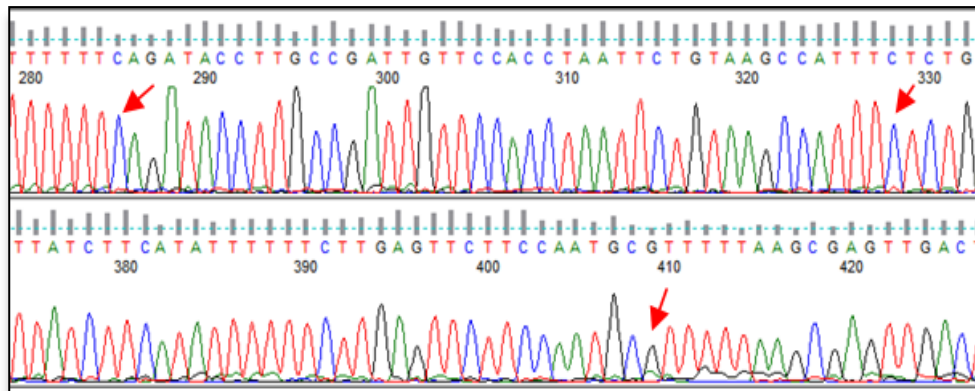 TTTTTTCAGATACCTTGCCGATTGTTCCACCTAATTCTGTAAGCCATTTCTCTG
280 290 300 310 320 330
TTATCTTCATATTTTTTCTTGAGTTCTTCCAATGCGTTTTTAAGCGAGTTGACT
380 390 400 410 420